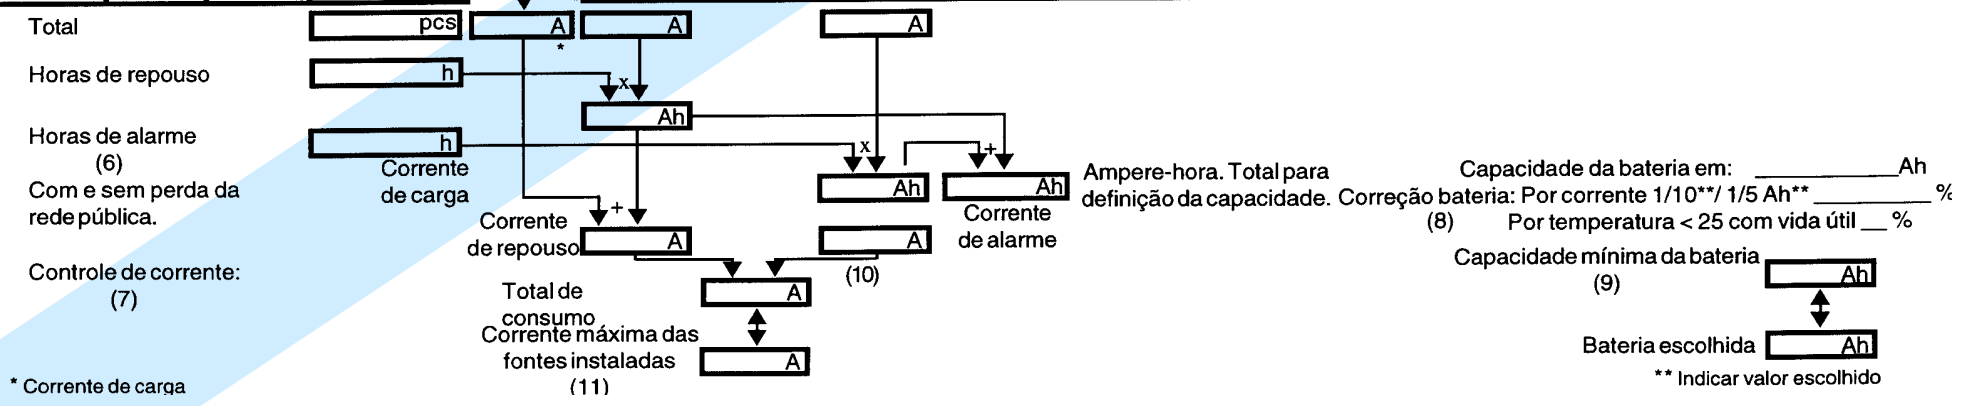 Total pcs A A A
*
Horas de repouso h
x
Ah
Horas de alarme h
(6)
x
+
Com e sem perda da
rede pública.
Corrente
de carga
Ah
Ah
Corrente
de alarme
Ampere-hora. Total para
definição da capacidade.
Corrente
de repouso
+
A
A
(10)
Controle de corrente:
(7)
Total de
consumo
A
Corrente máxima das
fontes instaladas
A
(11)
* Corrente de carga
Capacidade da bateria em: ____________Ah
Correção bateria: Por corrente 1/10**/ 1/5 Ah** __________ %
(8) Por temperatura < 25 com vida útil __ %
Capacidade mínima da bateria
Ah
(9)
Bateria escolhida Ah
** Indicar valor escolhido